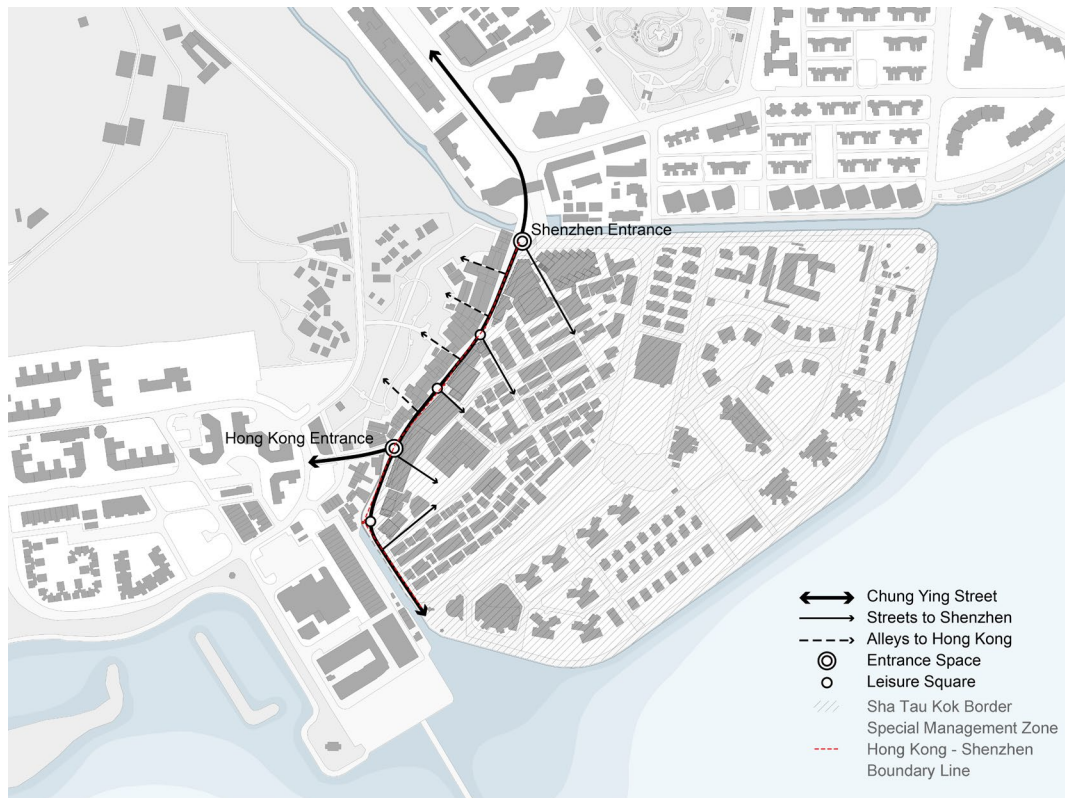 Shenzhen Entrance
Hong Kong Entrance
Chung Ying Street
Streets to Shenzhen
Alleys to Hong Kong
Entrance Space
Leisure Square
Sha Tau Kok Border
Special Management Zone
Hong Kong - Shenzhen
Boundary Line